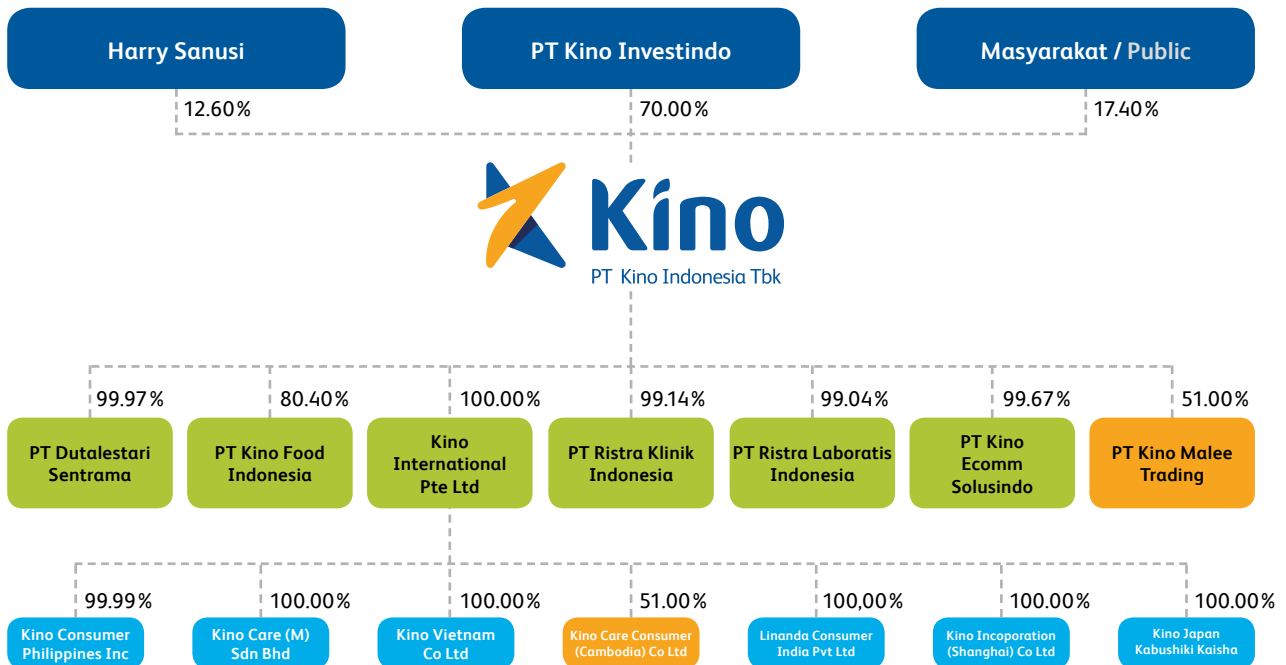 Harry Sanusi
PT Kino Investindo
Masyarakat / Public
12.60%
70.00%
17.40%
Kino
PT Kino Indonesia Tbk
99.97%
80.40%
100.00%
99.14%
99.04%
99.67%
51.00%
PT Dutalestari
Sentrama
PT Kino Food
Indonesia
Kino
International
Pte Ltd
PT Ristra Klinik
Indonesia
PT Ristra Laboratis
Indonesia
PT Kino
Ecomm
Solusindo
PT Kino Malee
Trading
99.99%
100.00%
100.00%
51.00%
100,00%
100.00%
100.00%
Kino Consumer
Philippines Inc
Kino Care (M)
Sdn Bhd
Kino Vietnam
Co Ltd
Kino Care Consumer
(Cambodia) Co Ltd
Linanda Consumer
India Pvt Ltd
Kino Incoporation
(Shanghai) Co Ltd
Kino Japan
Kabushiki Kaisha